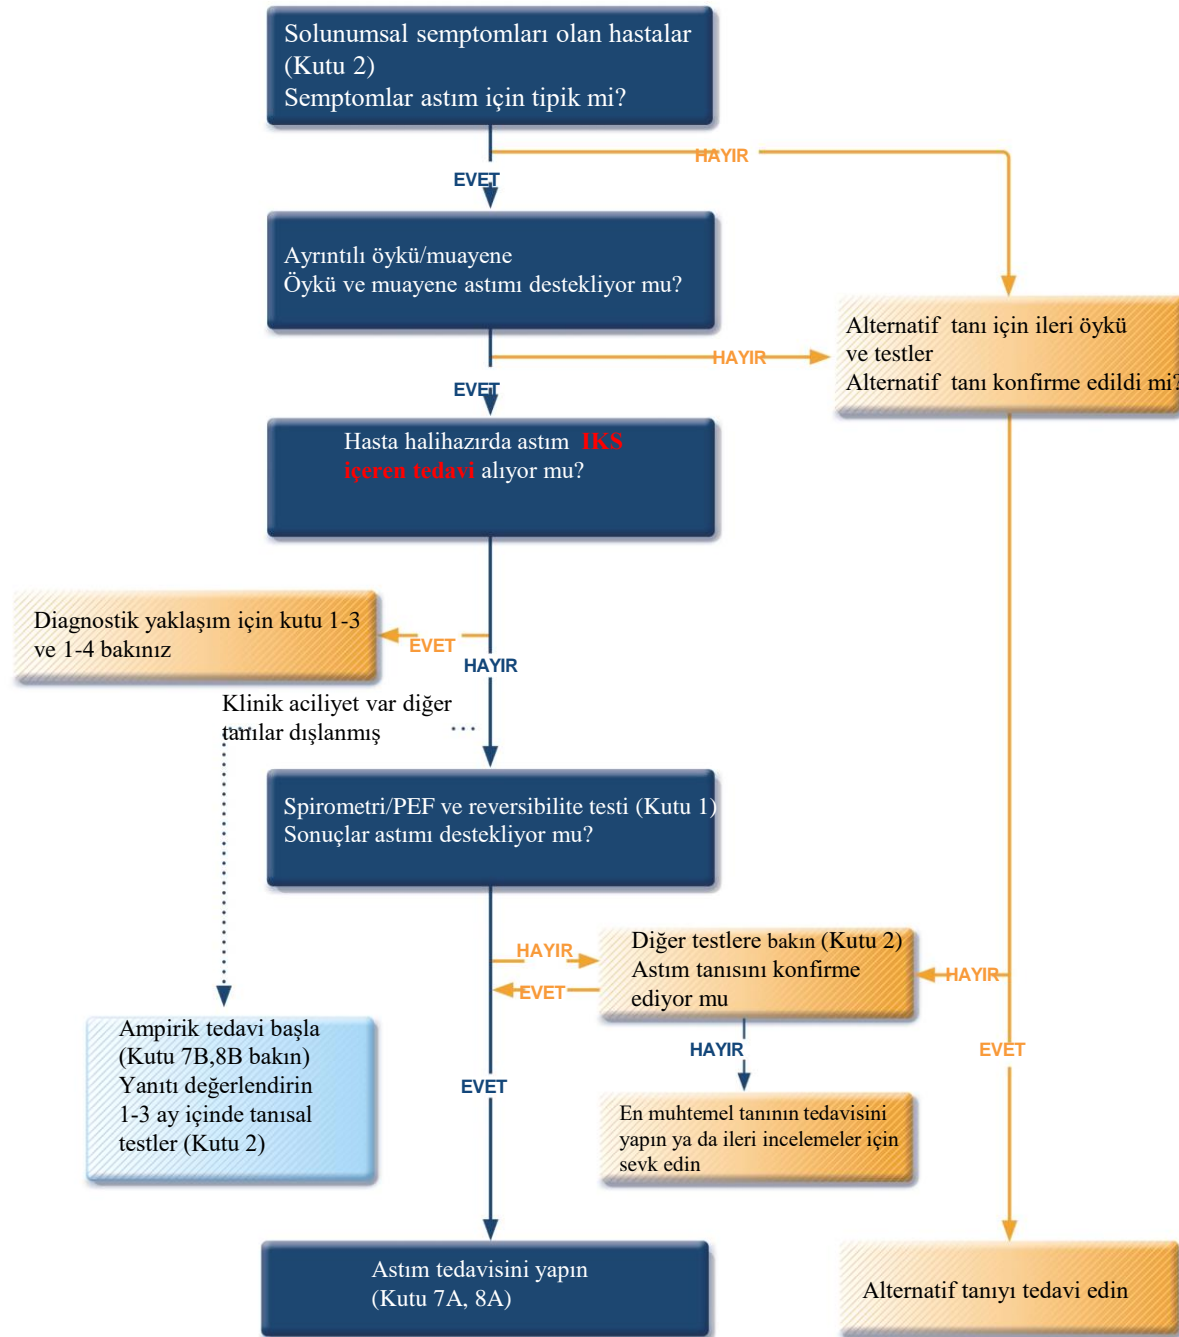 Solunumsal semptomları olan hastalar
(Kutu 2)
Semptomlar astım için tipik mi?
HAYIR
EVET
Ayrıntılı öykü/muayene
Öykü ve muayene astımı destekliyor mu?
HAYIR
EVET
Alternatif tanı için ileri öykü
ve testler
Alternatif tanı konfirme edildi mi?
Hasta halihazırda astım IKS
içeren tedavi alıyor mu?
Diagnostik yaklaşım için kutu 1-3
ve 1-4 bakınız
EVET
HAYIR
Klinik aciliyet var diğer
tanılar dışlanmış
Spirometri/PEF ve reversibilite testi (Kutu 1)
Sonuçlar astımı destekliyor mu?
HAYIR
EVET
Diğer testlere bakın (Kutu 2)
Astım tanısını konfirme
ediyor mu
HAYIR
HAYIR
EVET
EVET
Ampirik tedavi başla
(Kutu 7B,8B bakın)
Yanıtı değerlendirin
1-3 ay içinde tanısal
testler (Kutu 2)
En muhtemel tanının tedavisini
yapın ya da ileri incelemeler için
sevk edin
Astım tedavisini yapın
(Kutu 7A, 8A)
Alternatif tanıyı tedavi edin